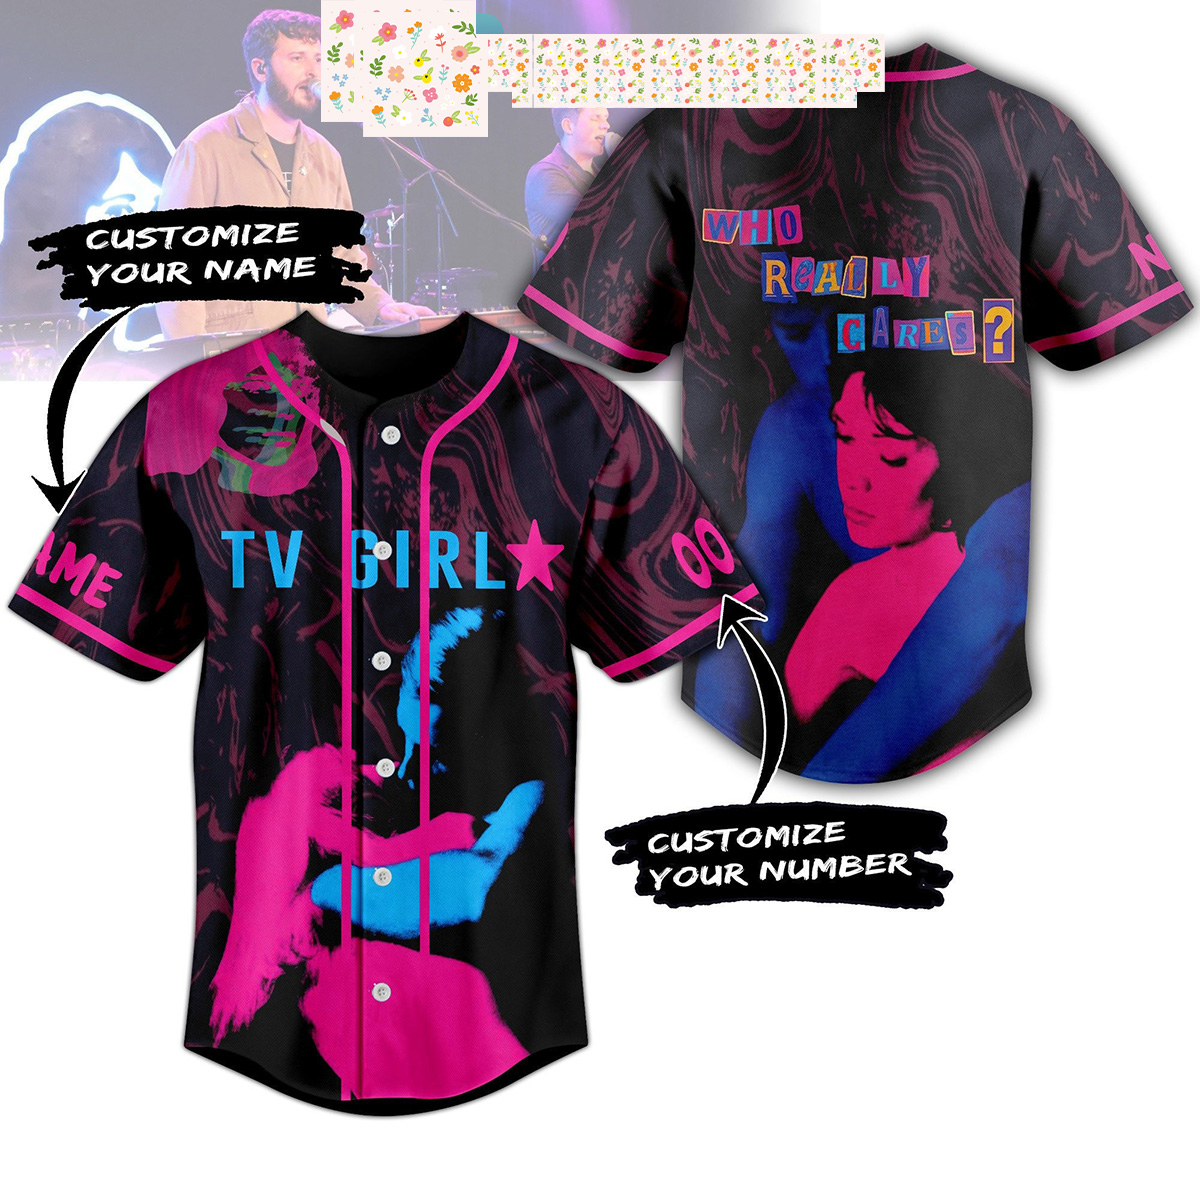 CUSTOMIZE
YOUR NAME
WHO
REALLY
CARES?
TV GIRL
AME
00
N
CUSTOMIZE
YOUR NUMBER